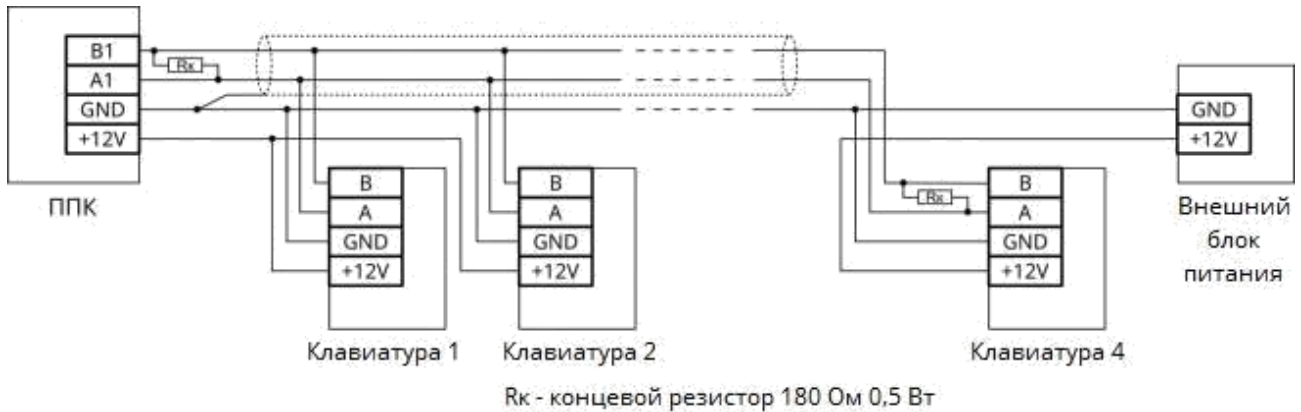 B1
Rк
A1
GND
+12V
ППК
B
A
GND
+12V
Клавиатура 1
B
A
GND
+12V
Клавиатура 2
B
Rк
A
GND
+12V
Клавиатура 4
GND
+12V
Внешний
блок
питания
Rк - концевой резистор 180 Ом 0,5 Вт